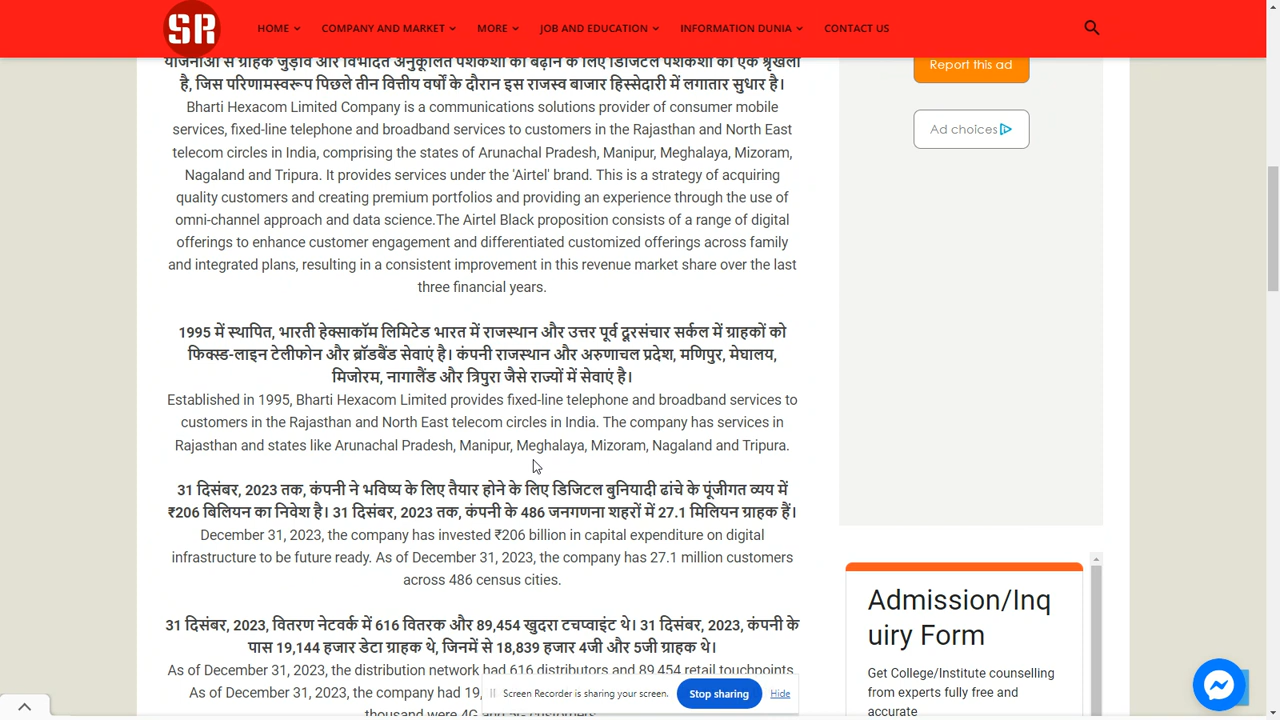 SR
HOME
COMPANY AND MARKET
MORE
JOB AND EDUCATION
INFORMATION DUNIA
CONTACT US
योजनाओं से ग्राहक जुड़ाव और विभेदित अनुकूलित पेशकशों को बढ़ाने के लिए डिजिटल पेशकशों की एक श्रृंखला
है, जिस परिणामस्वरूप पिछले तीन वित्तीय वर्षों के दौरान इस राजस्व बाजार हिस्सेदारी में लगातार सुधार है।
Bharti Hexacom Limited Company is a communications solutions provider of consumer mobile
services, fixed-line telephone and broadband services to customers in the Rajasthan and North East
telecom circles in India, comprising the states of Arunachal Pradesh, Manipur, Meghalaya, Mizoram,
Nagaland and Tripura. It provides services under the 'Airtel' brand. This is a strategy of acquiring
quality customers and creating premium portfolios and providing an experience through the use of
omni-channel approach and data science.The Airtel Black proposition consists of a range of digital
offerings to enhance customer engagement and differentiated customized offerings across family
and integrated plans, resulting in a consistent improvement in this revenue market share over the last
three financial years.
1995 में स्थापित, भारती हेक्साकॉम लिमिटेड भारत में राजस्थान और उत्तर पूर्व दूरसंचार सर्कल में ग्राहकों को
फिक्स्ड-लाइन टेलीफोन और ब्रॉडबैंड सेवाएं है। कंपनी राजस्थान और अरुणाचल प्रदेश, मणिपुर, मेघालय,
मिजोरम, नागालैंड और त्रिपुरा जैसे राज्यों में सेवाएं है।
Established in 1995, Bharti Hexacom Limited provides fixed-line telephone and broadband services to
customers in the Rajasthan and North East telecom circles in India. The company has services in
Rajasthan and states like Arunachal Pradesh, Manipur, Meghalaya, Mizoram, Nagaland and Tripura.
31 दिसंबर, 2023 तक, कंपनी ने भविष्य के लिए तैयार होने के लिए डिजिटल बुनियादी ढांचे के पूंजीगत व्यय में
₹206 बिलियन का निवेश है। 31 दिसंबर, 2023 तक, कंपनी के 486 जनगणना शहरों में 27.1 मिलियन ग्राहक हैं।
December 31, 2023, the company has invested ₹206 billion in capital expenditure on digital
infrastructure to be future ready. As of December 31, 2023, the company has 27.1 million customers
across 486 census cities.
31 दिसंबर, 2023, वितरण नेटवर्क में 616 वितरक और 89,454 खुदरा टचप्वाइंट थे। 31 दिसंबर, 2023, कंपनी के
पास 19,144 हजार डेटा ग्राहक थे, जिनमें से 18,839 हजार 4जी और 5जी ग्राहक थे।
As of December 31, 2023, the distribution network had 616 distributors and 89,454 retail touchpoints.
As of December 31, 2023, the company had 19,
thousand were 4G and 5G customers.
Report this ad
Ad choices
Admission/Inq
uiry Form
Get College/Institute counselling
from experts fully free and
accurate
Screen Recorder is sharing your screen.
Stop sharing
Hide